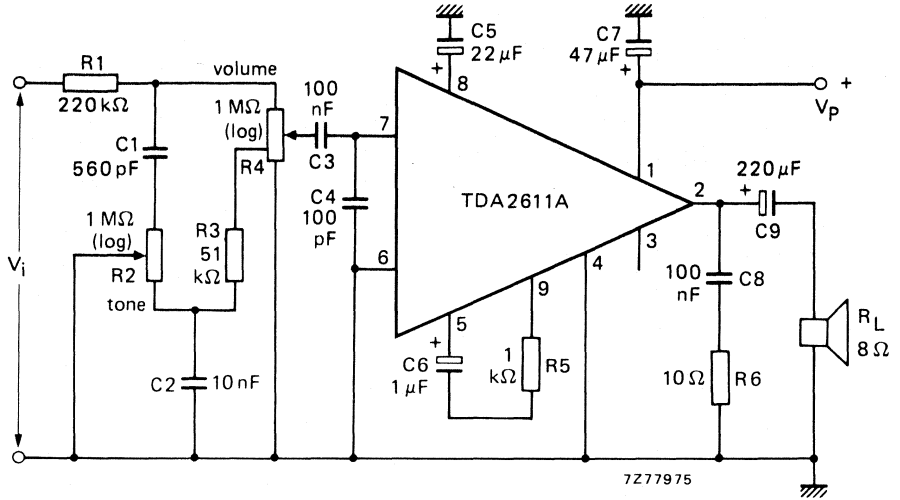 R1
220 kΩ
volume
1 MΩ
(log)
R4
100
nF
C3
C1
560 pF
1 MΩ
(log)
R2
tone
R3
51
kΩ
C2
10 nF
Vi
C4
100
pF
C5
22 μF
+
C7
47 μF
+
+
VP
8
7
6
TDA2611A
1
2
3
4
9
5
+
C6
1 μF
1
kΩ
R5
220 μF
+
C9
100
nF
C8
10 Ω
R6
RL
8 Ω
7Z77975